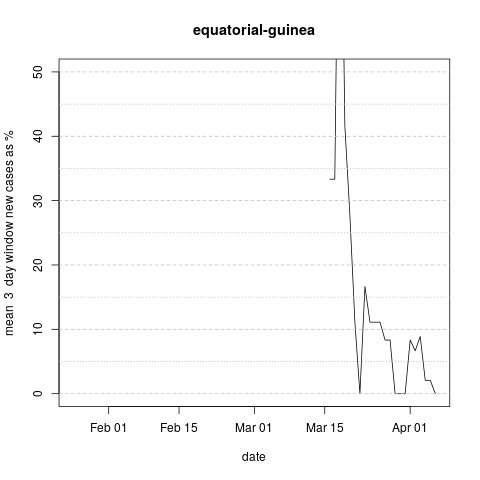 equatorial-guinea
mean  3  day window new cases as %
50
40
30
20
10
0
Feb 01 Feb 15 Mar 01 Mar 15 Apr 01
date